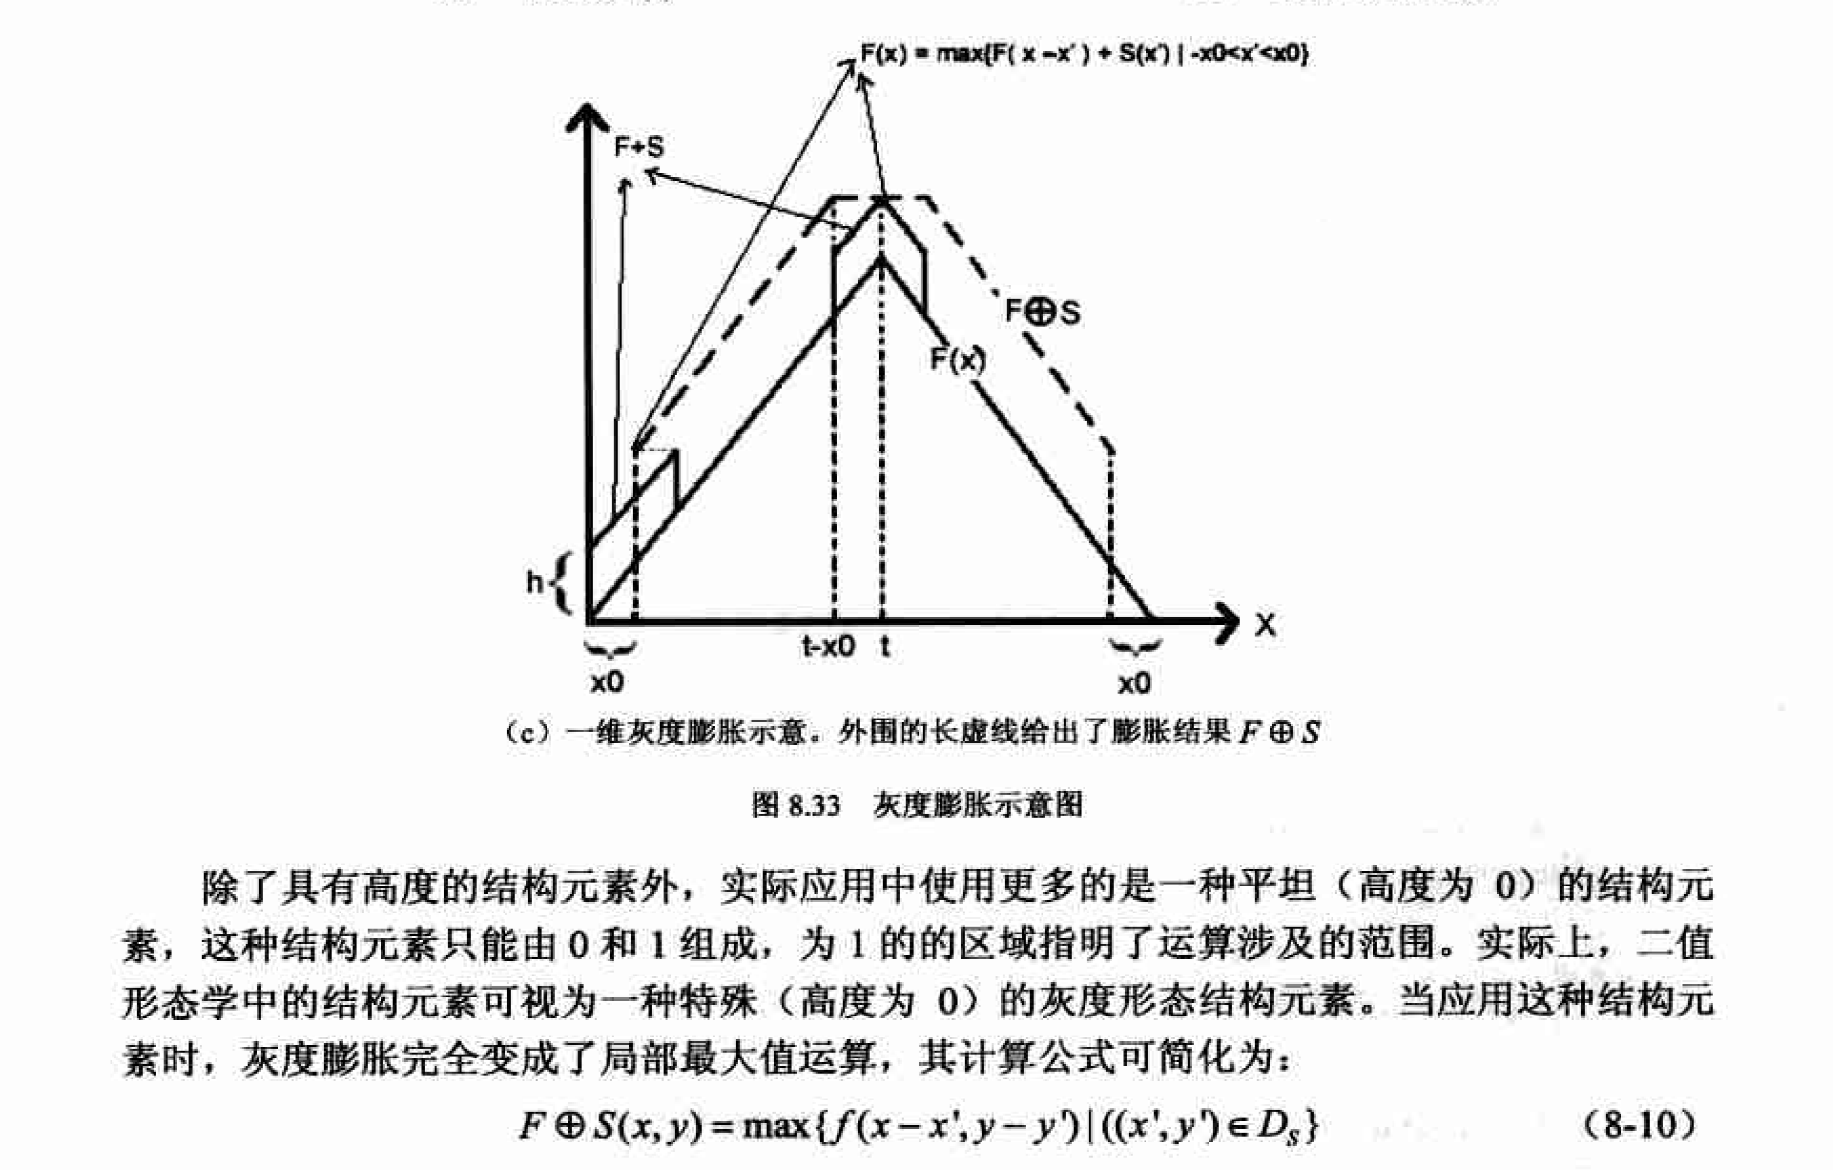 F(x) = max{F( x -x' ) + S(x') | -x0<x'<x0}
F+S
F⊕S
F(x)
h{
X
t-x0 t
x0 x0
（c）一维灰度膨胀示意。外围的长虚线给出了膨胀结果 F⊕S
图 8.33 灰度膨胀示意图
除了具有高度的结构元素外，实际应用中使用更多的是一种平坦（高度为 0）的结构元
素，这种结构元素只能由 0 和 1 组成，为 1 的的区域指明了运算涉及的范围。实际上，二值
形态学中的结构元素可视为一种特殊（高度为 0）的灰度形态结构元素。当应用这种结构元
素时，灰度膨胀完全变成了局部最大值运算，其计算公式可简化为：
F⊕S(x,y)=max{f(x−x',y−y')|((x',y')∈D_S} （8-10）